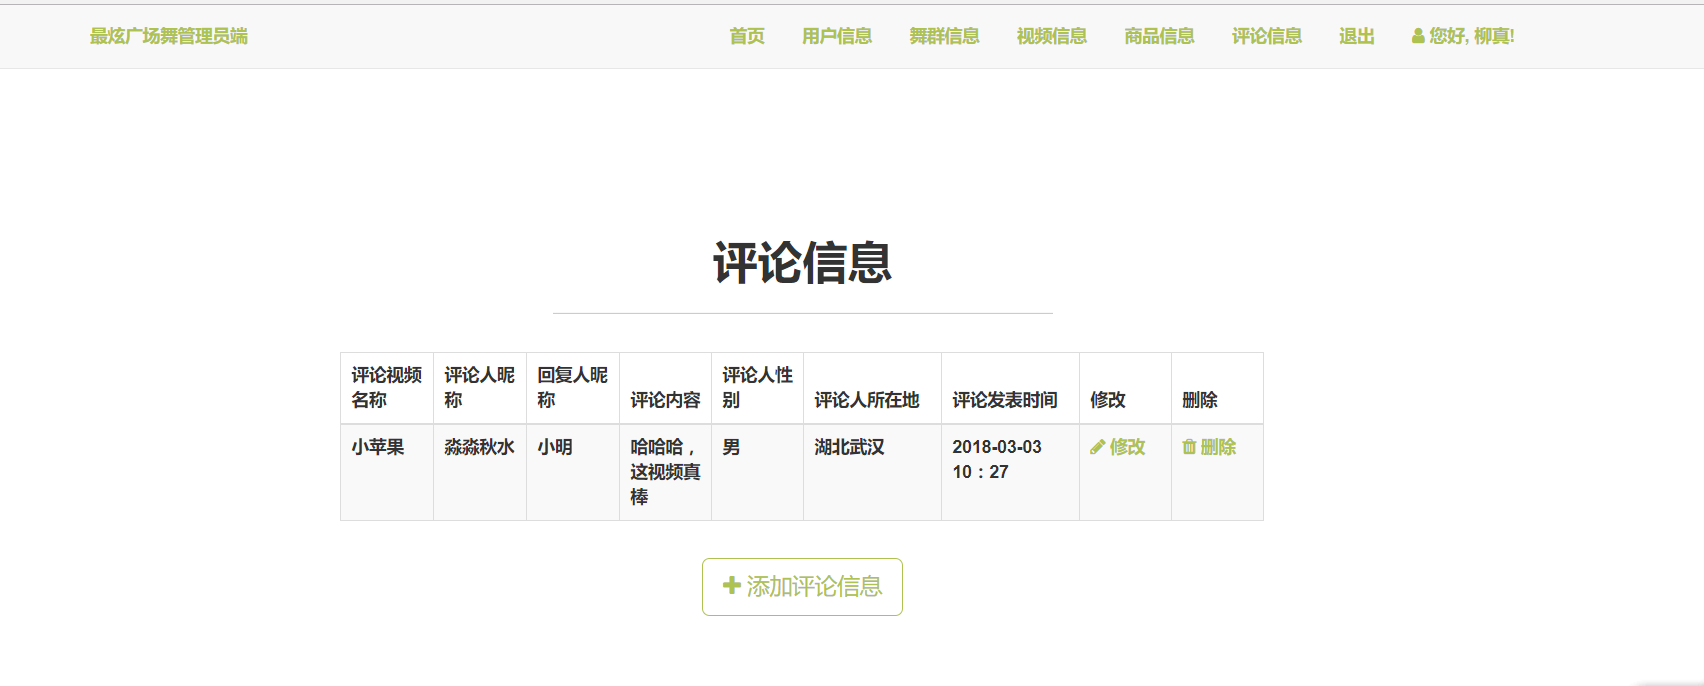 最炫广场舞管理员端 首页 用户信息 舞群信息 视频信息 商品信息 评论信息 退出 您好, 柳真!
评论信息
评论视频名称 评论人昵称 回复人昵称 评论内容 评论人性别 评论人所在地 评论发表时间 修改 删除
小苹果 淼淼秋水 小明 哈哈哈，这视频真棒 男 湖北武汉 2018-03-03 10：27 修改 删除
添加评论信息